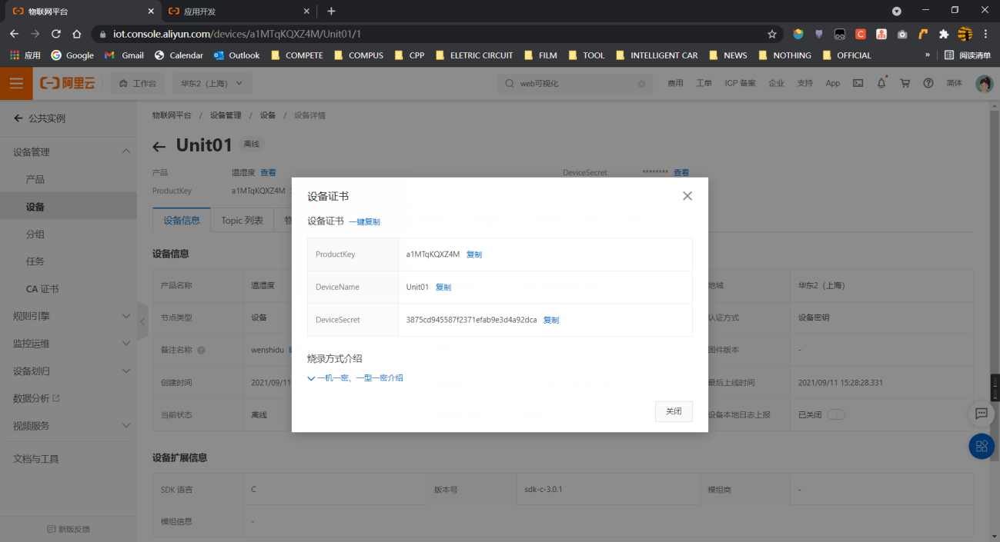 物联网平台
应用开发
iot.console.aliyun.com/devices/a1MTqKQXZ4M/Unit01/1
应用 Google Gmail Calendar Outlook COMPETE COMPUS CPP ELETRIC CIRCUIT FILM TOOL INTELLIGENT CAR NEWS NOTHING OFFICIAL » 阅读清单
阿里云 工作台 华东2（上海） web可视化 费用 工单 ICP 备案 企业 支持 App 简体
公共实例
设备管理
产品
设备
分组
任务
CA 证书
规则引擎
监控运维
设备划归
数据分析
视频服务
文档与工具
新版反馈
物联网平台 / 设备管理 / 设备 / 设备详情
Unit01 离线
产品 温湿度 查看 DeviceSecret ******** 查看
ProductKey a1MTqKQXZ4M
设备信息 Topic 列表 物
设备信息
产品名称 温湿度 地域 华东2（上海）
节点类型 设备 认证方式 设备密钥
备注名称 wenshidu 固件版本 -
创建时间 2021/09/11 最后上线时间 2021/09/11 15:28:28.331
当前状态 离线 设备本地日志上报 已关闭
设备扩展信息
SDK 语言 C 版本号 sdk-c-3.0.1 模组商 -
模组信息 -
设备证书
设备证书 一键复制
ProductKey a1MTqKQXZ4M 复制
DeviceName Unit01 复制
DeviceSecret 3875cd945587f2371efab9e3d4a92dca 复制
烧录方式介绍
一机一密、一型一密介绍
关闭